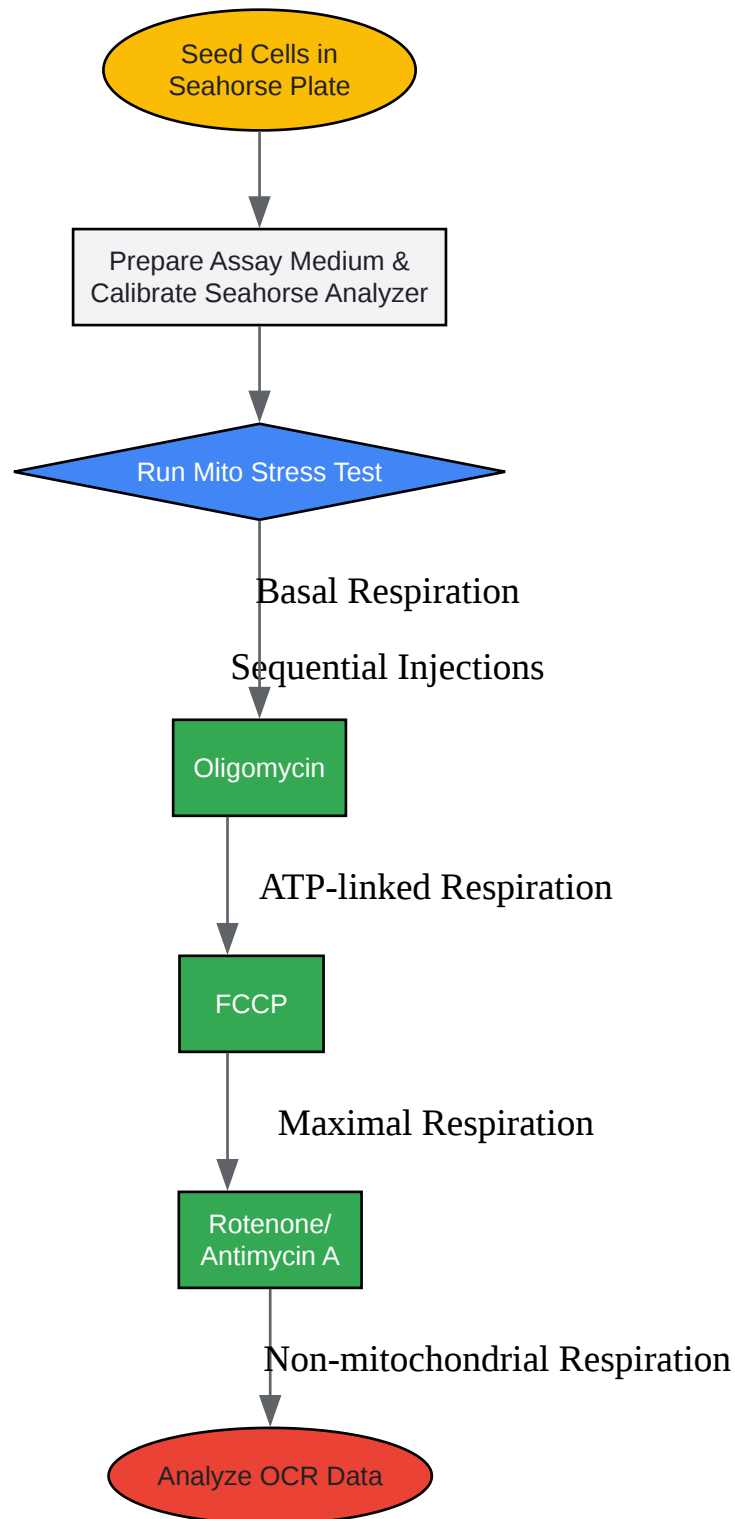 Seed Cells in
Seahorse Plate
Prepare Assay Medium &
Calibrate Seahorse Analyzer
Run Mito Stress Test
Basal Respiration
Sequential Injections
Oligomycin
ATP-linked Respiration
FCCP
Maximal Respiration
Rotenone/
Antimycin A
Non-mitochondrial Respiration
Analyze OCR Data